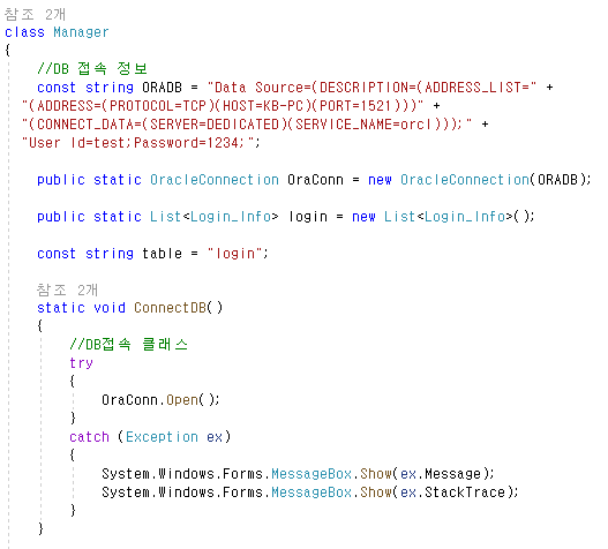 참조 2개
class Manager
{
//DB 접속 정보
const string ORADB = "Data Source=(DESCRIPTION=(ADDRESS_LIST=" +
"(ADDRESS=(PROTOCOL=TCP)(HOST=KB-PC)(PORT=1521)))" +
"(CONNECT_DATA=(SERVER=DEDICATED)(SERVICE_NAME=orcl)));" +
"User Id=test;Password=1234;";
public static OracleConnection OraConn = new OracleConnection(ORADB);
public static List<Login_Info> login = new List<Login_Info>();
const string table = "login";
참조 2개
static void ConnectDB()
{
//DB접속 클래스
try
{
OraConn.Open();
}
catch (Exception ex)
{
System.Windows.Forms.MessageBox.Show(ex.Message);
System.Windows.Forms.MessageBox.Show(ex.StackTrace);
}
}